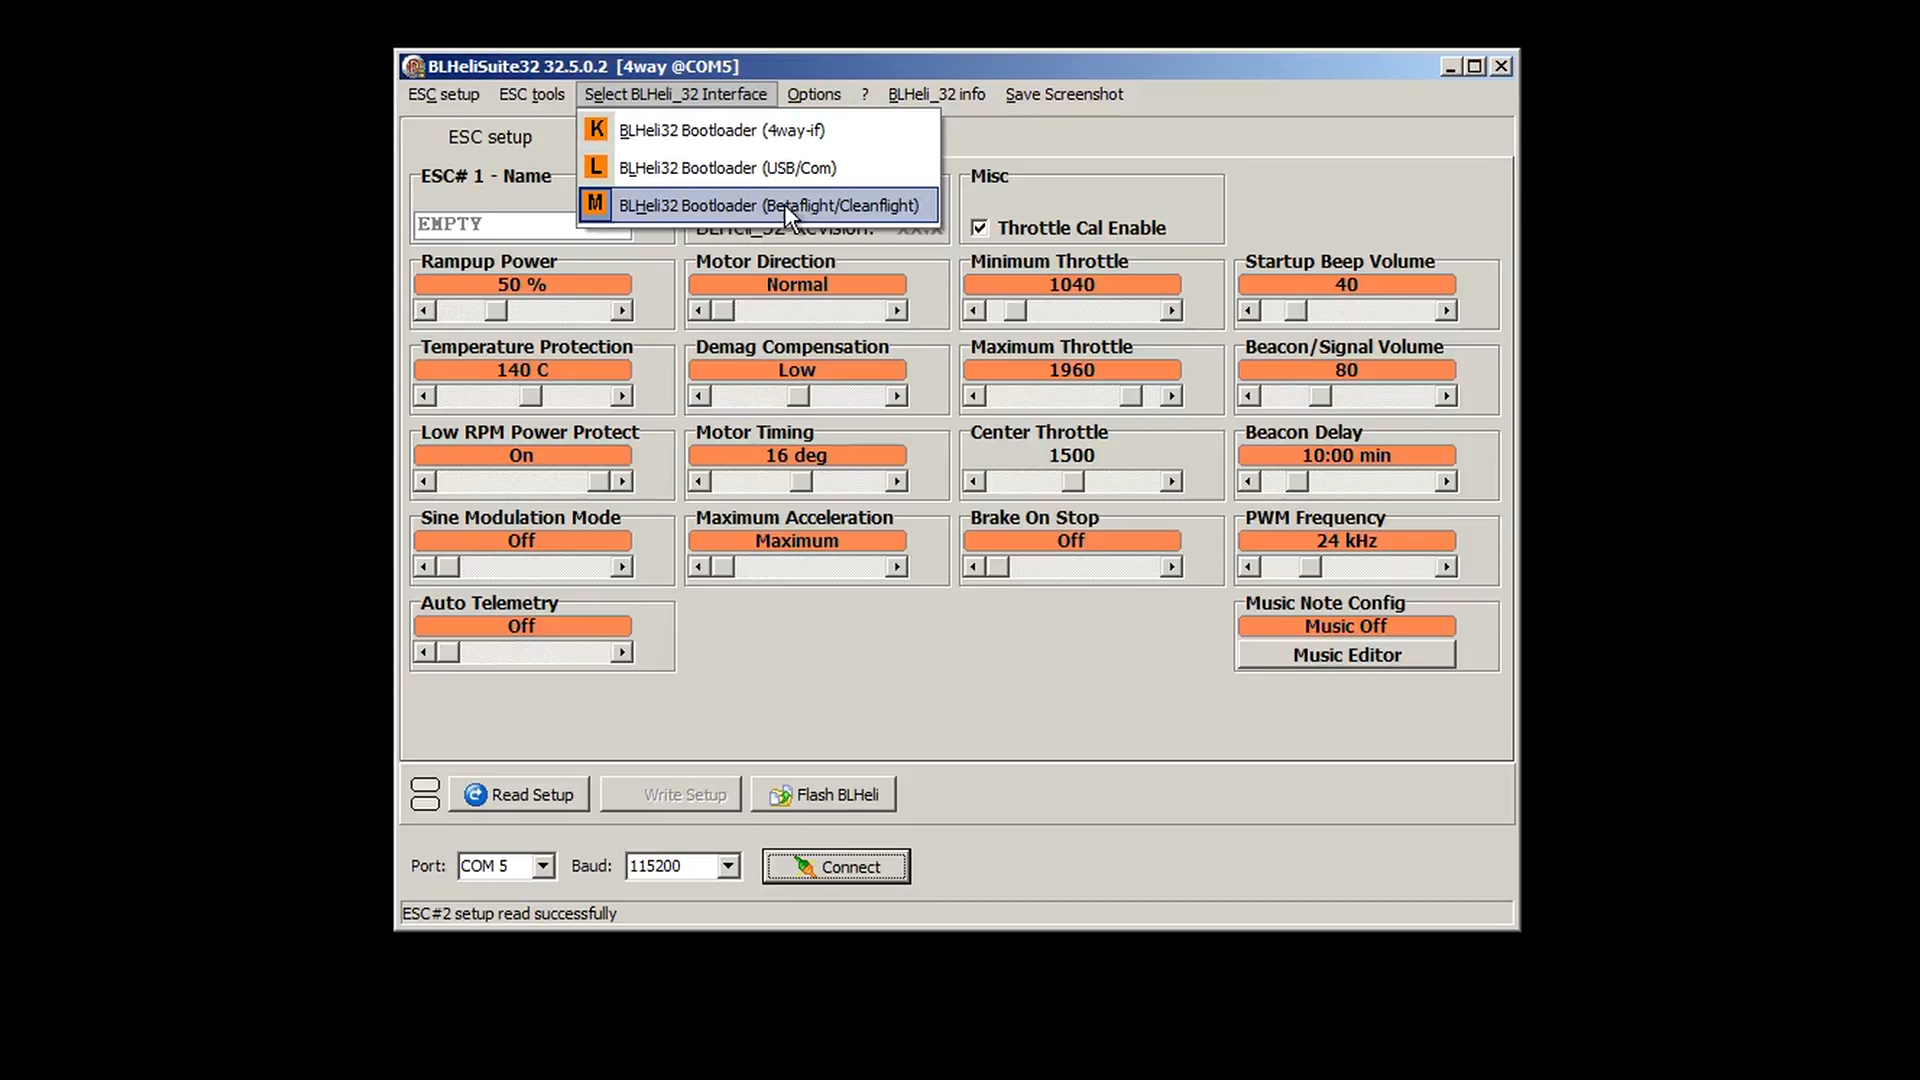 BLHeliSuite32 32.5.0.2 [4way @COM5]
ESC setup ESC tools Select BLHeli_32 Interface Options ? BLHeli_32 info Save Screenshot
K BLHeli32 Bootloader (4way-if)
L BLHeli32 Bootloader (USB/Com)
M BLHeli32 Bootloader (Betaflight/Cleanflight)
ESC setup
ESC# 1 - Name
EMPTY
Misc
Throttle Cal Enable
Rampup Power
50 %
Motor Direction
Normal
Minimum Throttle
1040
Startup Beep Volume
40
Temperature Protection
140 C
Demag Compensation
Low
Maximum Throttle
1960
Beacon/Signal Volume
80
Low RPM Power Protect
On
Motor Timing
16 deg
Center Throttle
1500
Beacon Delay
10:00 min
Sine Modulation Mode
Off
Maximum Acceleration
Maximum
Brake On Stop
Off
PWM Frequency
24 kHz
Auto Telemetry
Off
Music Note Config
Music Off
Music Editor
Read Setup Write Setup Flash BLHeli
Port: COM 5 Baud: 115200 Connect
ESC#2 setup read successfully